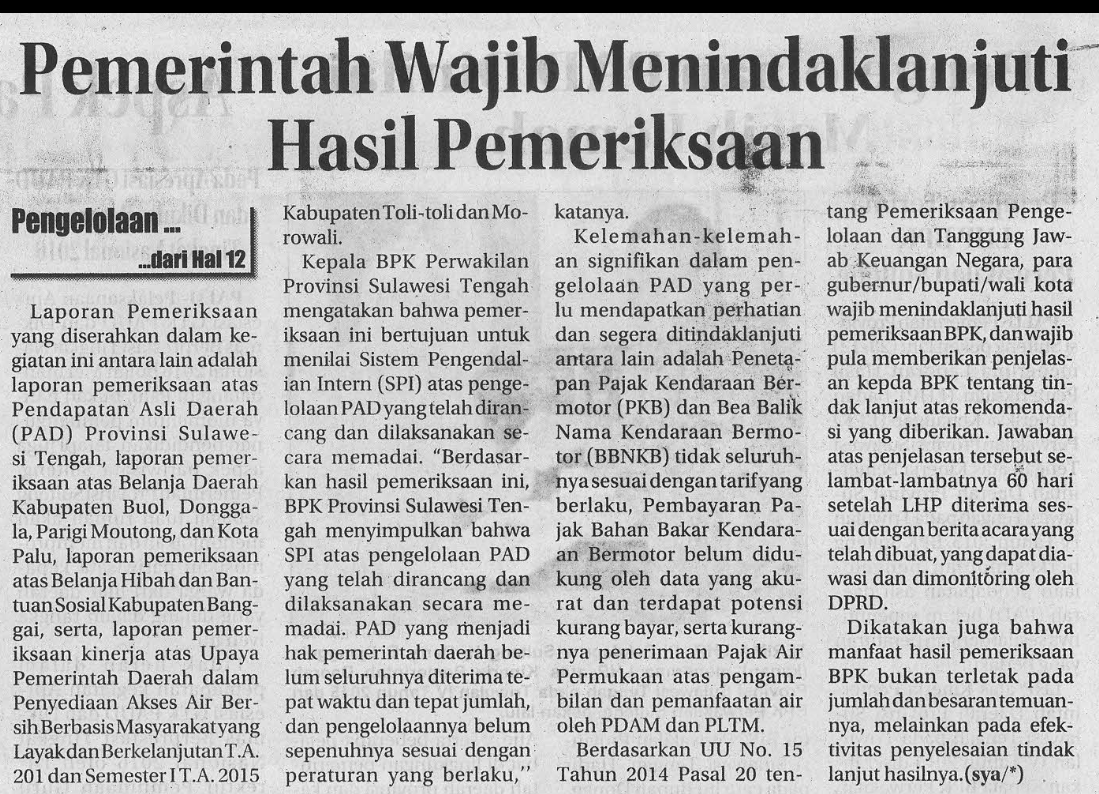 Pemerintah Wajib Menindaklanjuti
Hasil Pemeriksaan
Pengelolaan ...
...dari Hal 12
Laporan Pemeriksaan
yang diserahkan dalam ke-
giatan ini antara lain adalah
laporan pemeriksaan atas
Pendapatan Asli Daerah
(PAD) Provinsi Sulawe-
si Tengah, laporan pemer-
iksaan atas Belanja Daerah
Kabupaten Buol, Dongga-
la, Parigi Moutong, dan Kota
Palu, laporan pemeriksaan
atas Belanja Hibah dan Ban-
tuan Sosial Kabupaten Bang-
gai, serta, laporan pemer-
iksaan kinerja atas Upaya
Pemerintah Daerah dalam
Penyediaan Akses Air Ber-
sih Berbasis Masyarakat yang
Layak dan Berkelanjutan T.A.
201 dan Semester I T.A. 2015
Kabupaten Toli-toli dan Mo-
rowali.
Kepala BPK Perwakilan
Provinsi Sulawesi Tengah
mengatakan bahwa pemer-
iksaan ini bertujuan untuk
menilai Sistem Pengendal-
ian Intern (SPI) atas penge-
lolaan PAD yang telah diran-
cang dan dilaksanakan se-
cara memadai. “Berdasar-
kan hasil pemeriksaan ini,
BPK Provinsi Sulawesi Ten-
gah menyimpulkan bahwa
SPI atas pengelolaan PAD
yang telah dirancang dan
dilaksanakan secara me-
madai. PAD yang menjadi
hak pemerintah daerah be-
lum seluruhnya diterima te-
pat waktu dan tepat jumlah,
dan pengelolaannya belum
sepenuhnya sesuai dengan
peraturan yang berlaku,’’
katanya.
Kelemahan-kelemah-
an signifikan dalam pen-
gelolaan PAD yang per-
lu mendapatkan perhatian
dan segera ditindaklanjuti
antara lain adalah Peneta-
pan Pajak Kendaraan Ber-
motor (PKB) dan Bea Balik
Nama Kendaraan Bermo-
tor (BBNKB) tidak seluruh-
nya sesuai dengan tarif yang
berlaku, Pembayaran Pa-
jak Bahan Bakar Kendara-
an Bermotor belum didu-
kung oleh data yang aku-
rat dan terdapat potensi
kurang bayar, serta kurang-
nya penerimaan Pajak Air
Permukaan atas pengam-
bilan dan pemanfaatan air
oleh PDAM dan PLTM.
Berdasarkan UU No. 15
Tahun 2014 Pasal 20 ten-
tang Pemeriksaan Penge-
lolaan dan Tanggung Jaw-
ab Keuangan Negara, para
gubernur/bupati/wali kota
wajib menindaklanjuti hasil
pemeriksaan BPK, dan wajib
pula memberikan penjelas-
an kepda BPK tentang tin-
dak lanjut atas rekomenda-
si yang diberikan. Jawaban
atas penjelasan tersebut se-
lambat-lambatnya 60 hari
setelah LHP diterima ses-
uai dengan berita acara yang
telah dibuat, yang dapat dia-
wasi dan dimonitoring oleh
DPRD.
Dikatakan juga bahwa
manfaat hasil pemeriksaan
BPK bukan terletak pada
jumlah dan besaran temuan-
nya, melainkan pada efek-
tivitas penyelesaian tindak
lanjut hasilnya.(sya/*)